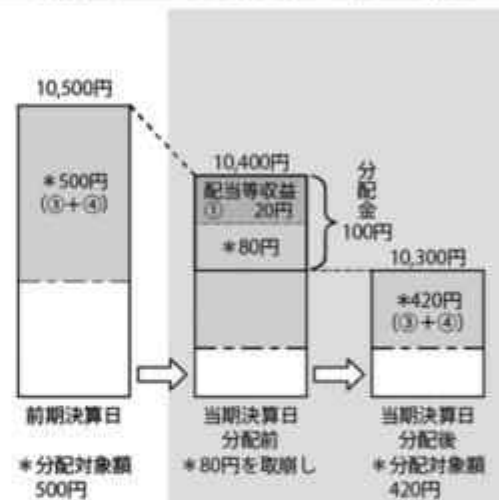 10,500円
*500円
(③+④)
10,400円
配当等収益
① 20円
*80円
分配金
100円
10,300円
*420円
(③+④)
前期決算日
当期決算日
分配前
当期決算日
分配後
*分配対象額
500円
*80円を取崩し
*分配対象額
420円